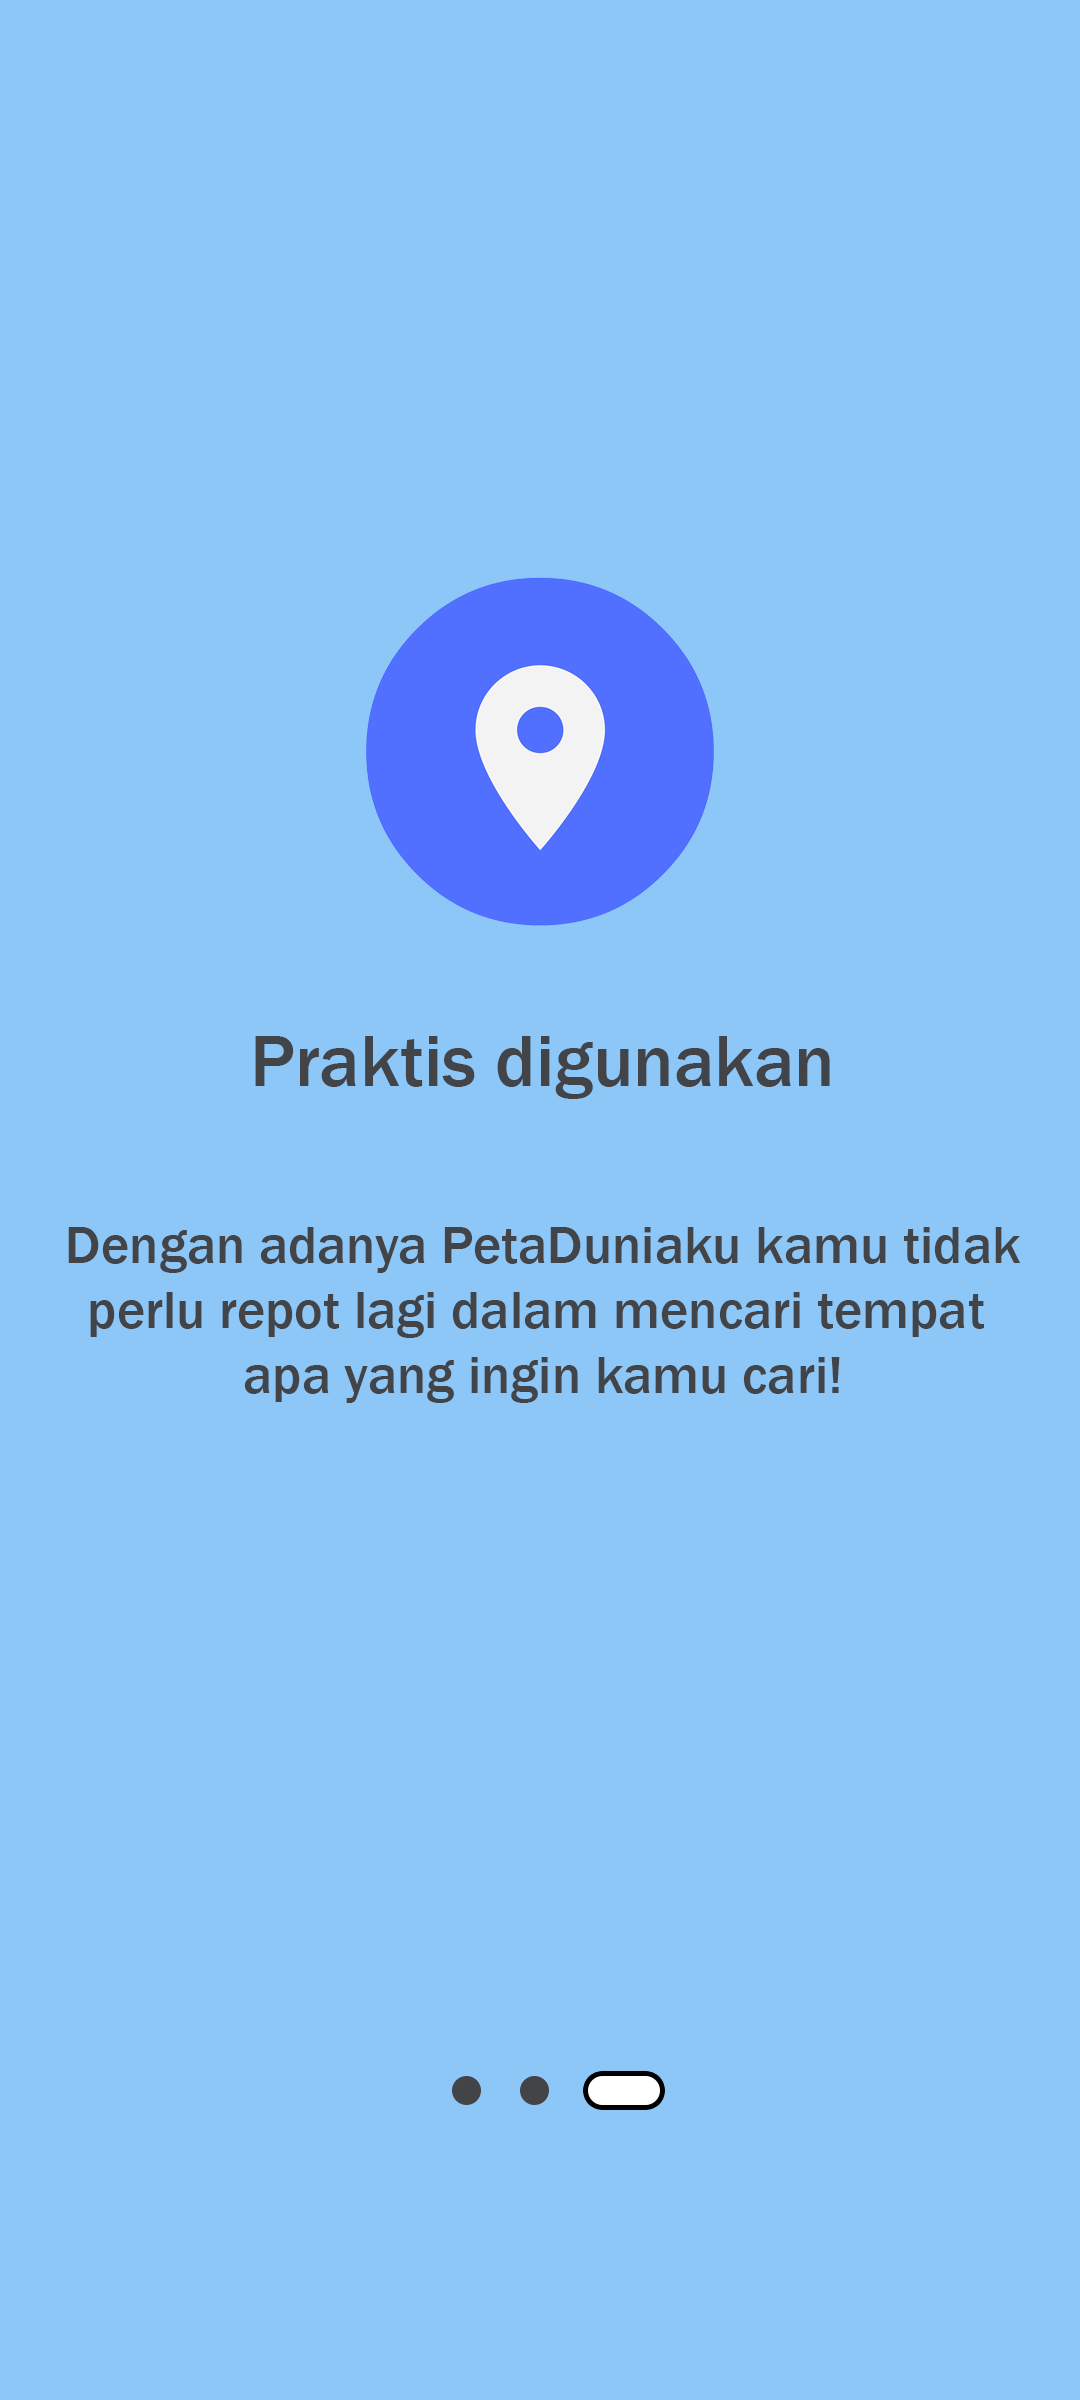 Praktis digunakan
Dengan adanya PetaDuniaku kamu tidak
perlu repot lagi dalam mencari tempat
apa yang ingin kamu cari!